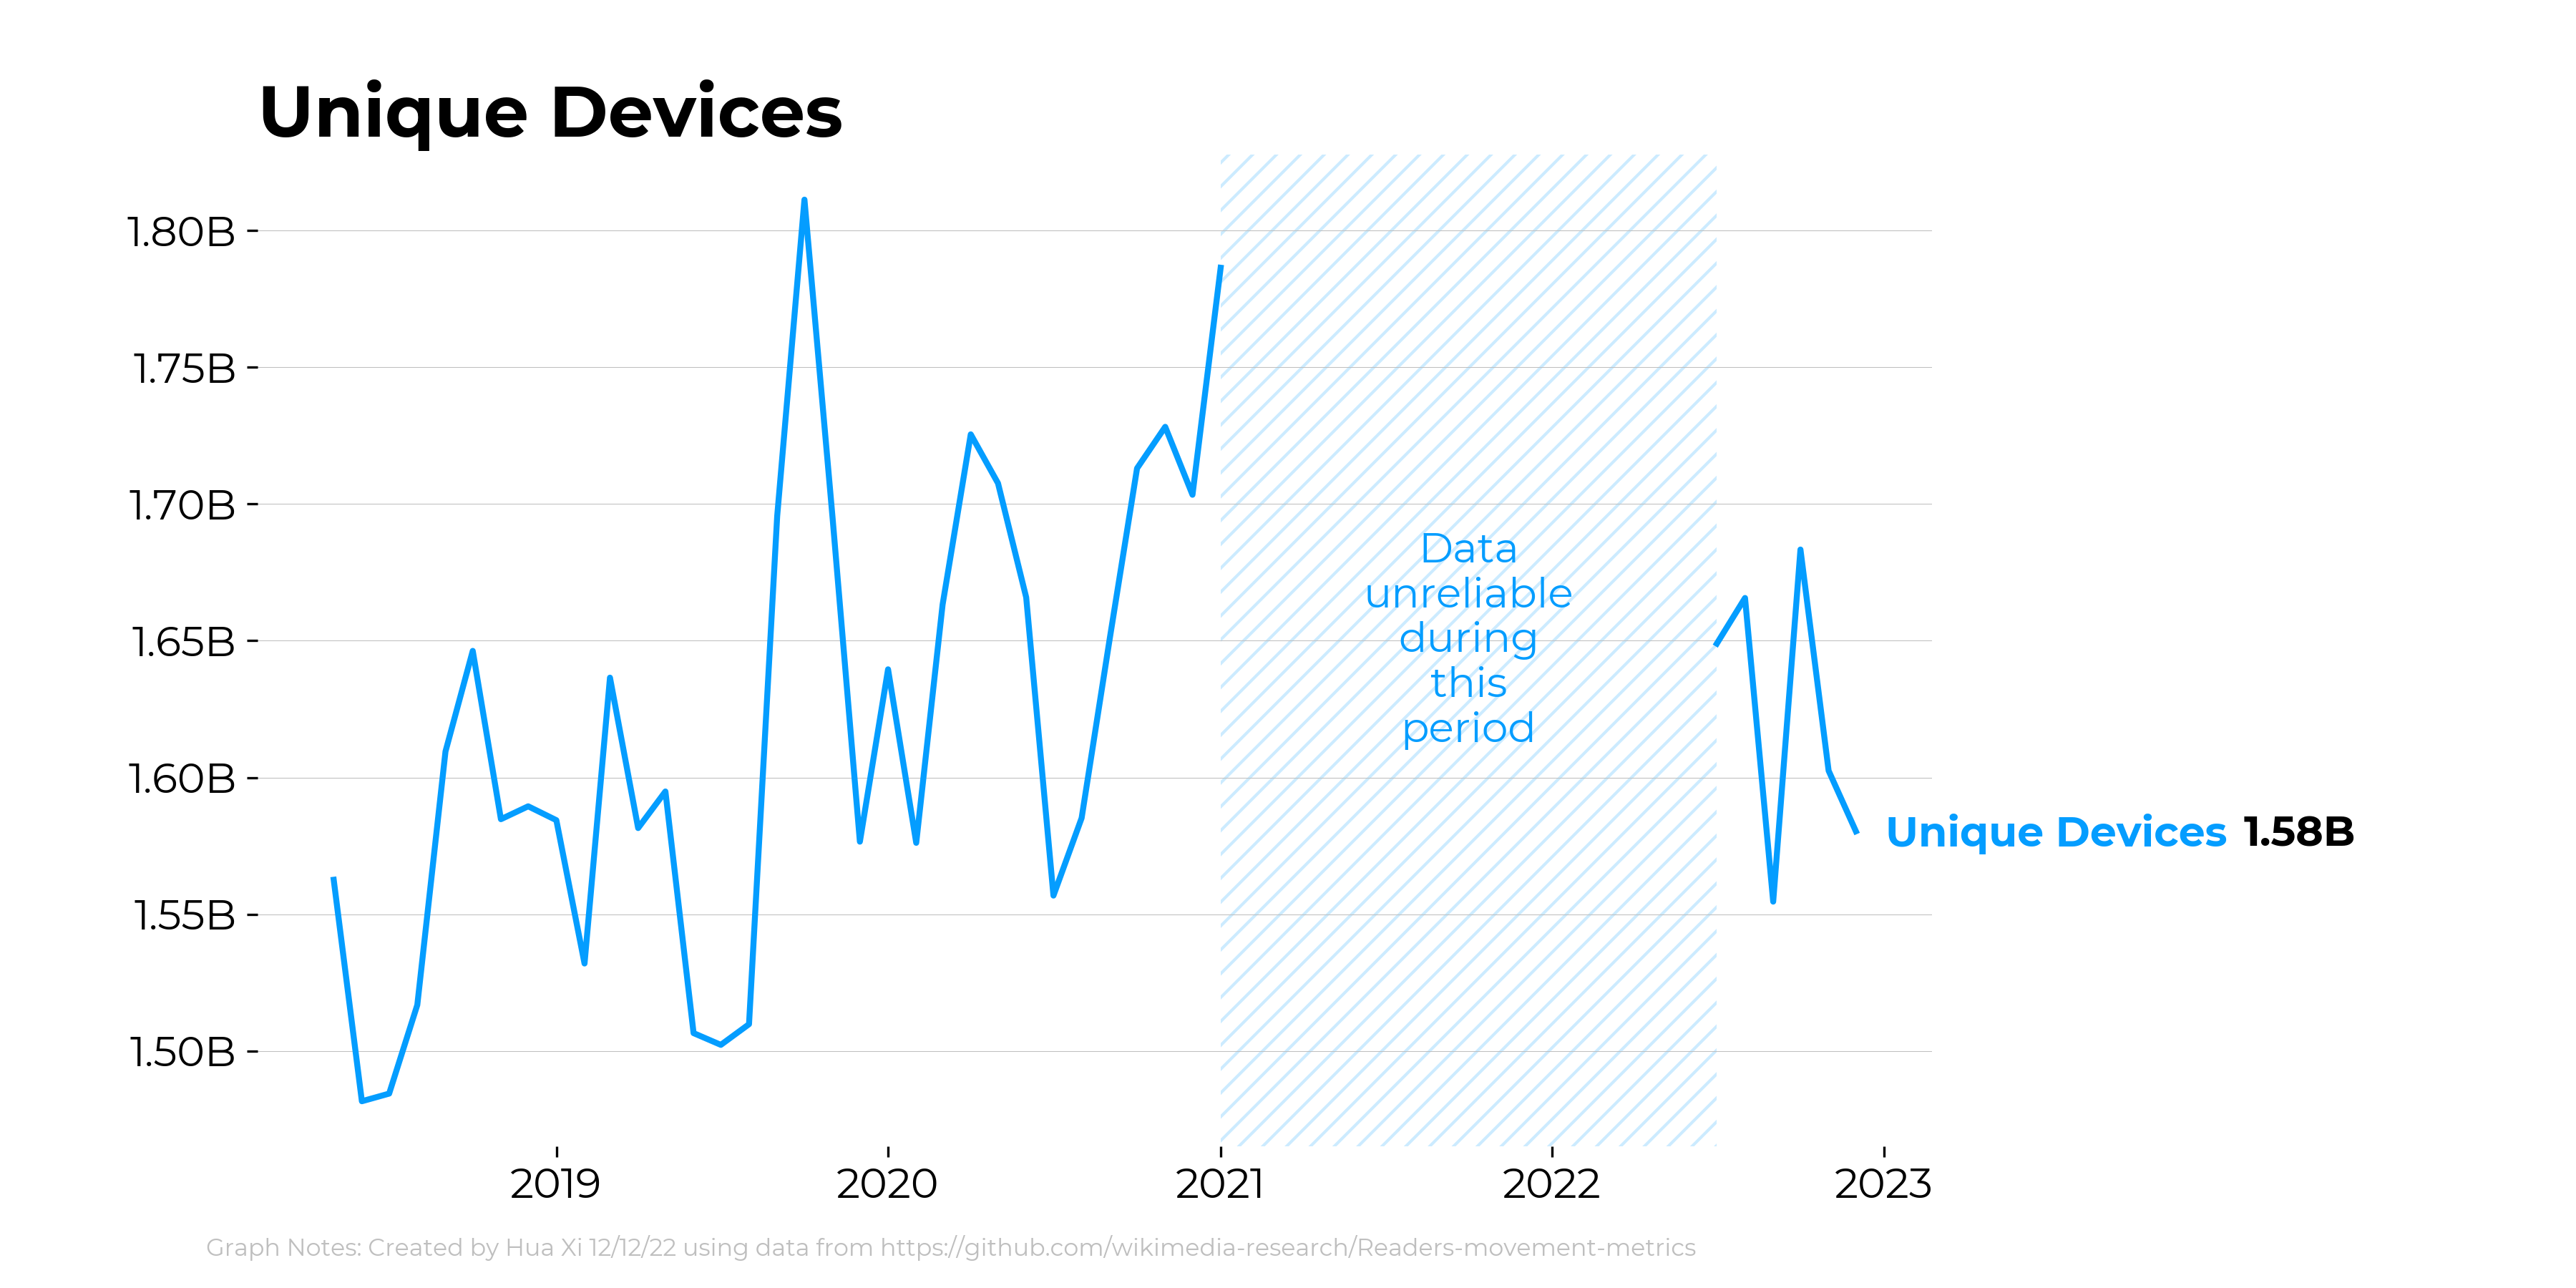 Unique Devices
1.80B
1.75B
1.70B
1.65B
1.60B
1.55B
1.50B
Data
unreliable
during
this
period
Unique Devices 1.58B
2019
2020
2021
2022
2023
Graph Notes: Created by Hua Xi 12/12/22 using data from https://github.com/wikimedia-research/Readers-movement-metrics